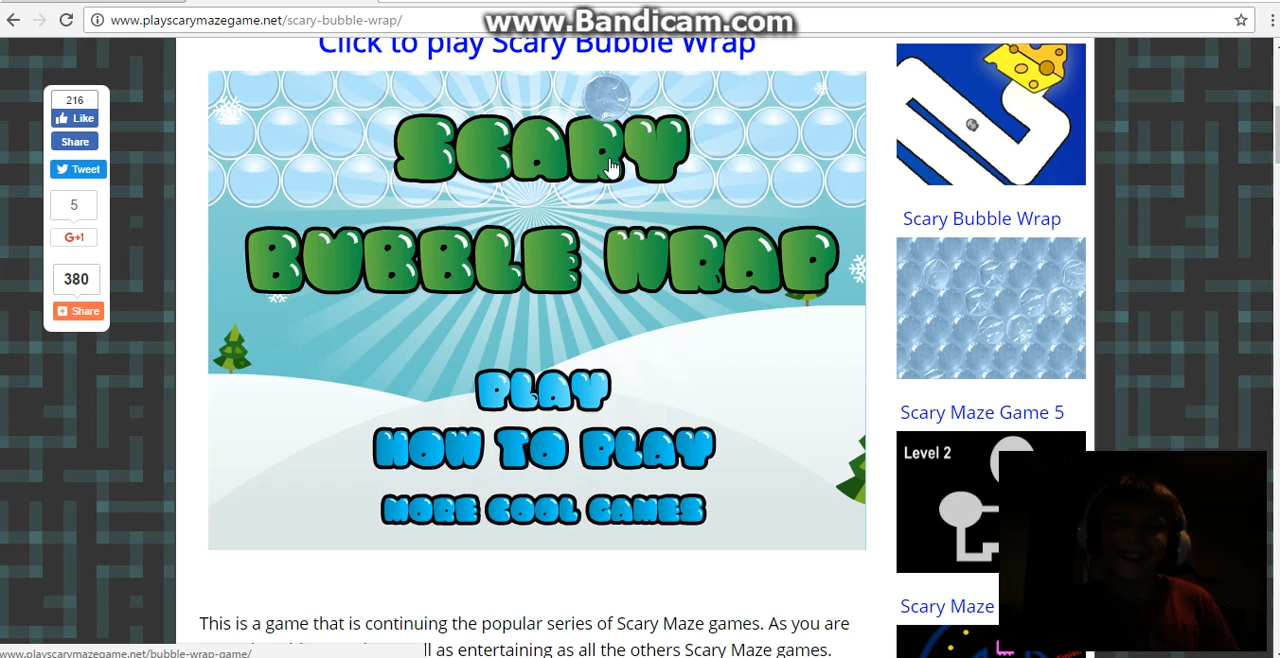 www.playscarymazegame.net/scary-bubble-wrap/
www.Bandicam.com
Click to play Scary Bubble Wrap
216
Like
Share
Tweet
5
G+1
380
Share
SCARY
BUBBLE WRAP
PLAY
HOW TO PLAY
MORE COOL GAMES
Scary Bubble Wrap
Scary Maze Game 5
Level 2
Scary Maze
This is a game that is continuing the popular series of Scary Maze games. As you are
ll as entertaining as all the others Scary Maze games.
www.playscarymazegame.net/bubble-wrap-game/